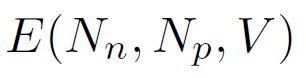 E(N_n, N_p, V)